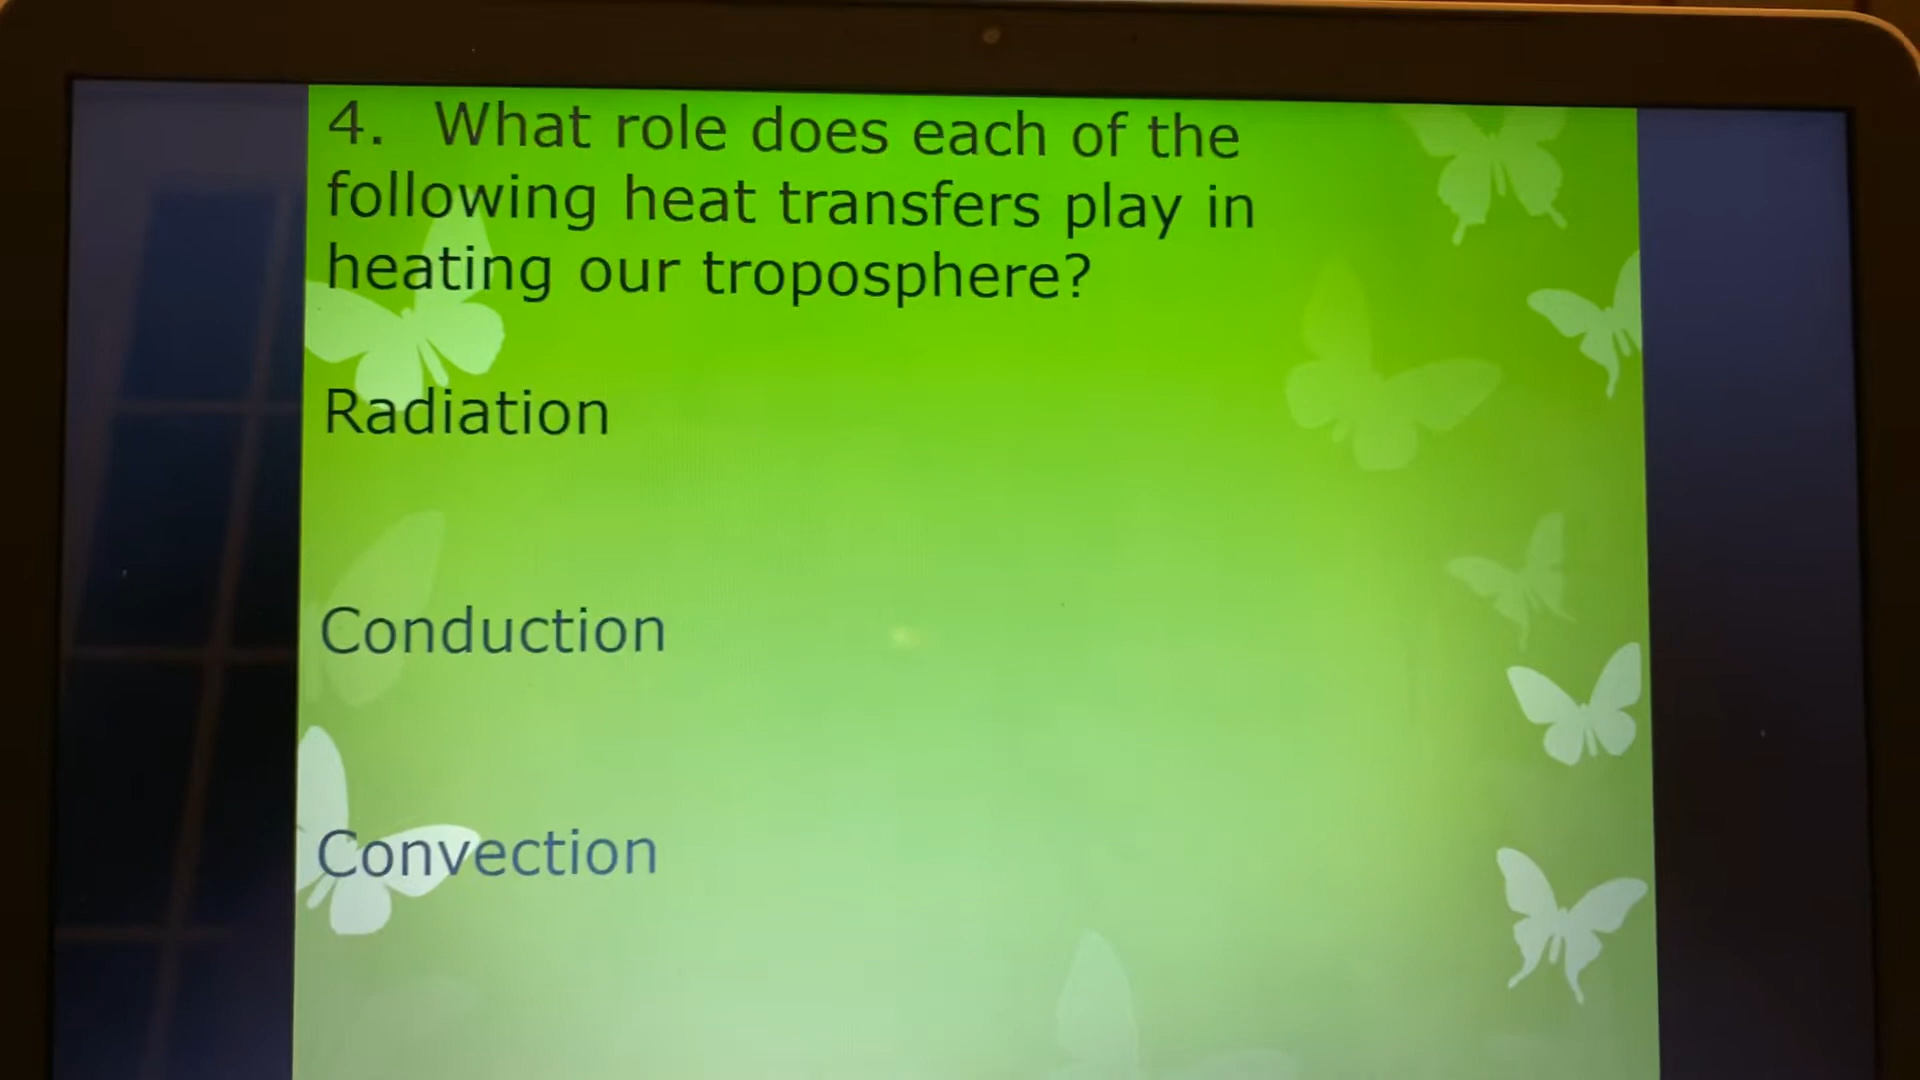 4. What role does each of the
following heat transfers play in
heating our troposphere?
Radiation
Conduction
Convection